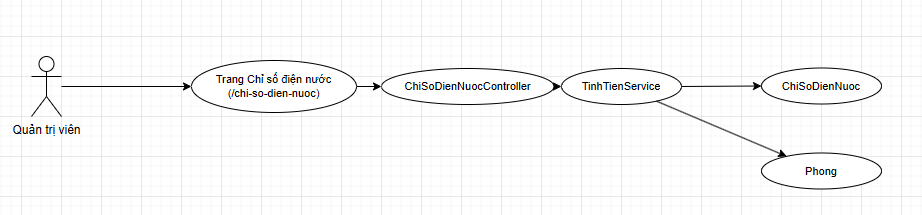 Quản trị viên
Trang Chỉ số điện nước
(/chi-so-dien-nuoc)
ChiSoDienNuocController
TinhTienService
ChiSoDienNuoc
Phong